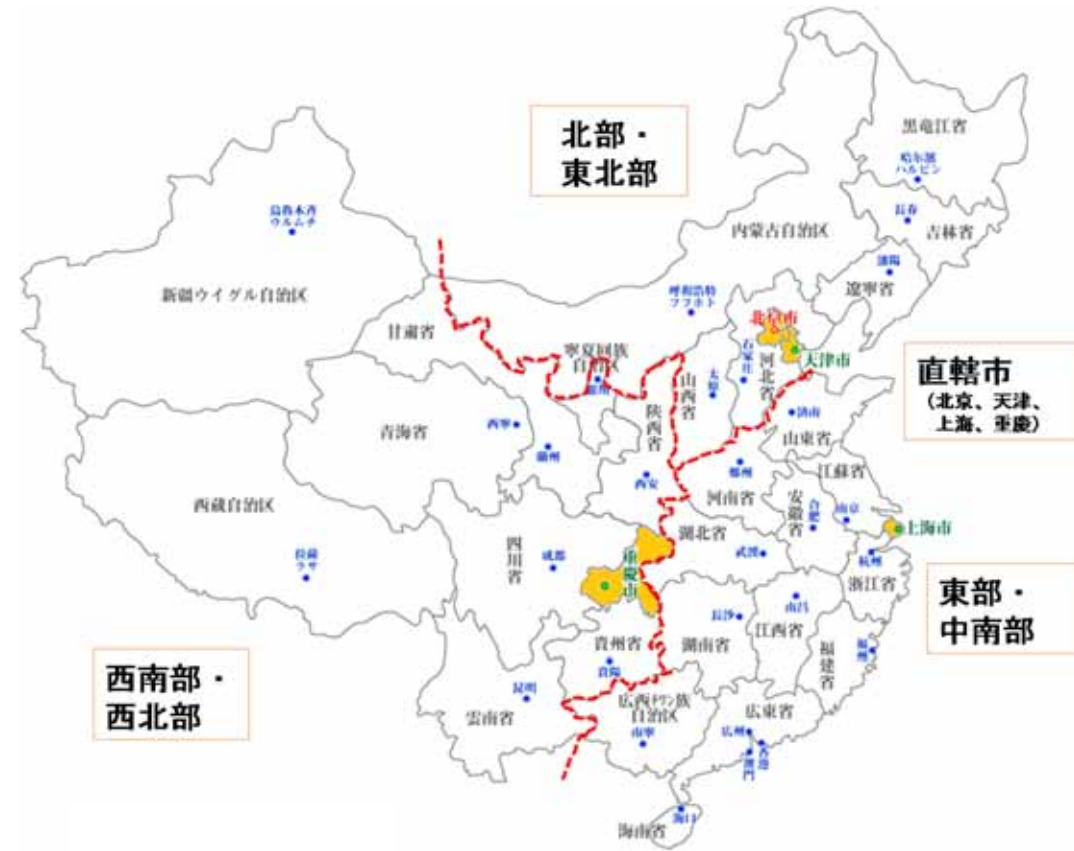 北部・
東北部
黒竜江省
哈尔濱
ハルビン
長春
吉林省
内蒙古自治区
瀋陽
遼寧省
烏魯木斉
ウルムチ
新疆ウイグル自治区
呼和浩特
フフホト
甘粛省
北京市
天津市
寧夏回族
自治区
銀川
石家庄
河北省
太原
山西省
直轄市
(北京、天津、
上海、重慶)
陝西省
済南
山東省
青海省
西寧
蘭州
鄭州
江蘇省
西安
河南省
安徽省
合肥
南京
西蔵自治区
上海市
湖北省
武漢
四川省
成都
重慶市
杭州
浙江省
拉薩
ラサ
東部・
中南部
南昌
長沙
江西省
湖南省
貴州省
貴陽
福建省
福州
西南部・
西北部
昆明
雲南省
広西チワン族
自治区
南寧
広東省
広州
香港
澳門
海口
海南省